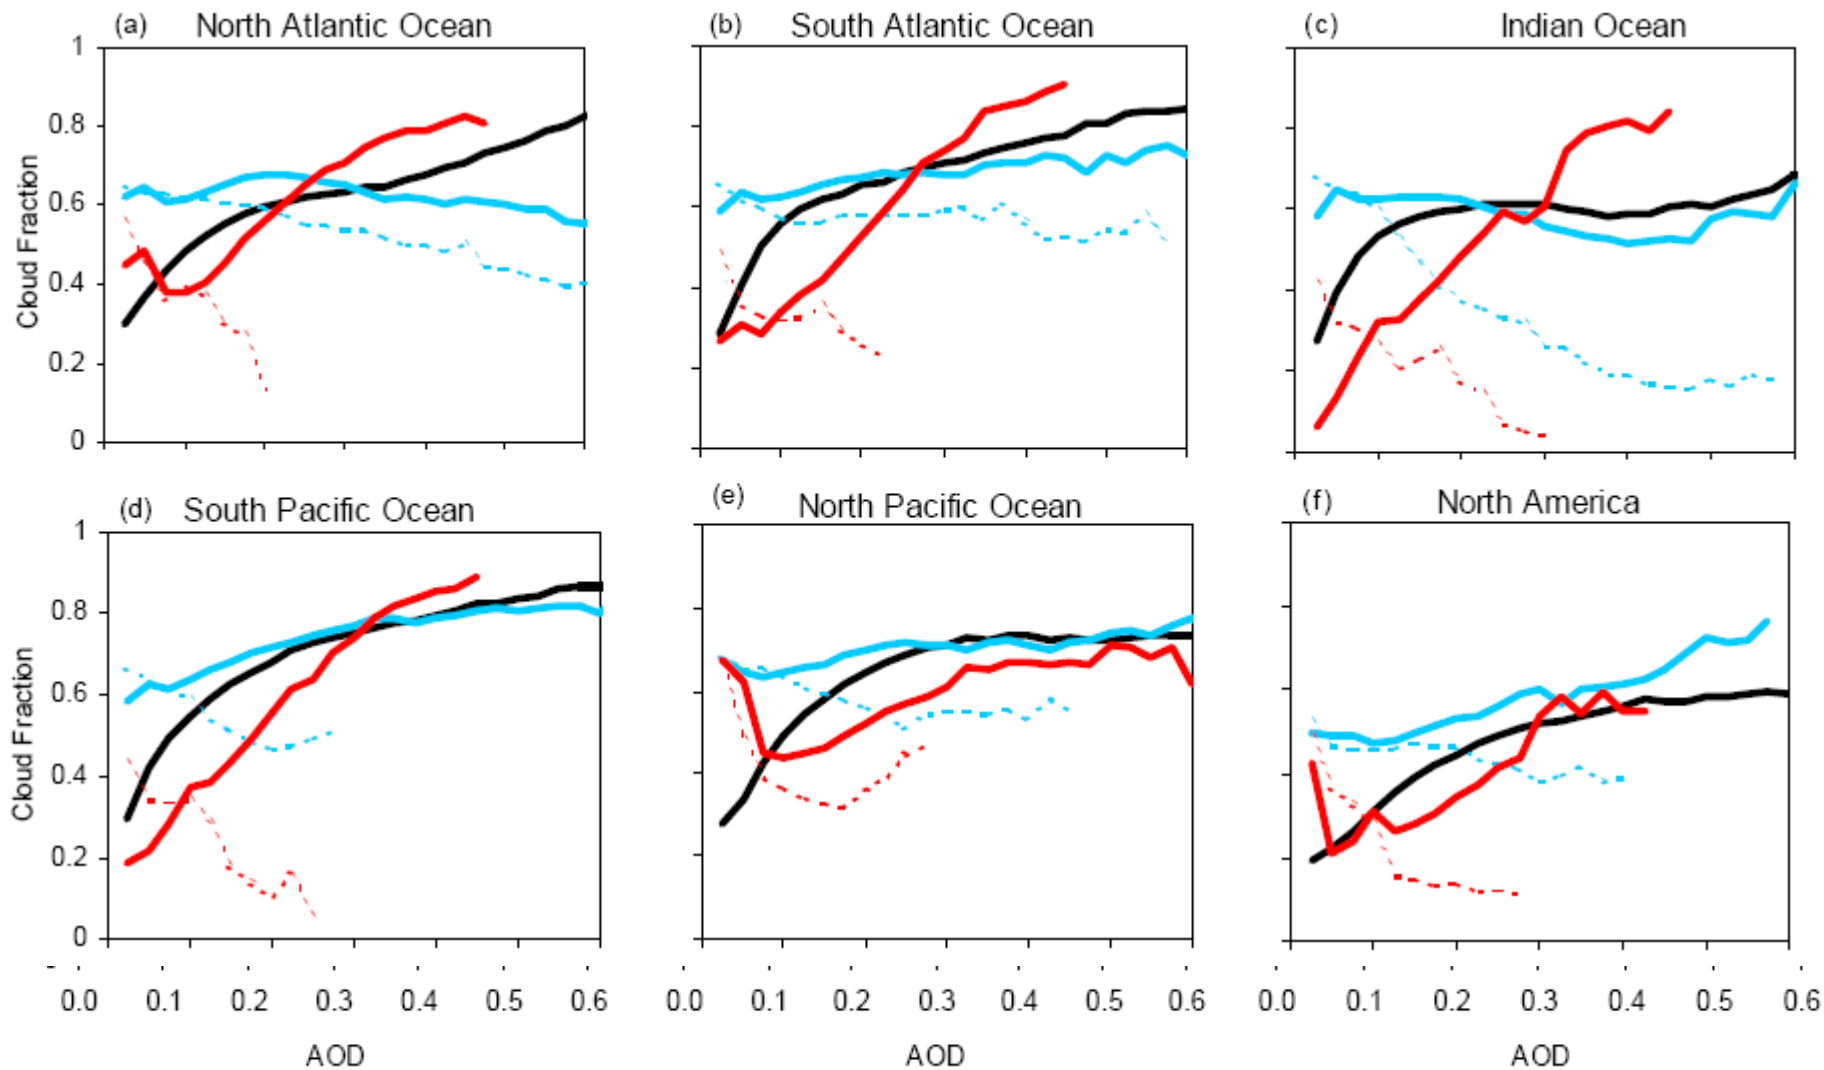 (a) North Atlantic Ocean
(b) South Atlantic Ocean
(c) Indian Ocean
1
0.8
0.6
0.4
0.2
0
Cloud Fraction
(d) South Pacific Ocean
(e) North Pacific Ocean
(f) North America
1
0.8
0.6
0.4
0.2
0
Cloud Fraction
0.0 0.1 0.2 0.3 0.4 0.5 0.6
0.0 0.1 0.2 0.3 0.4 0.5 0.6
0.0 0.1 0.2 0.3 0.4 0.5 0.6
AOD
AOD
AOD